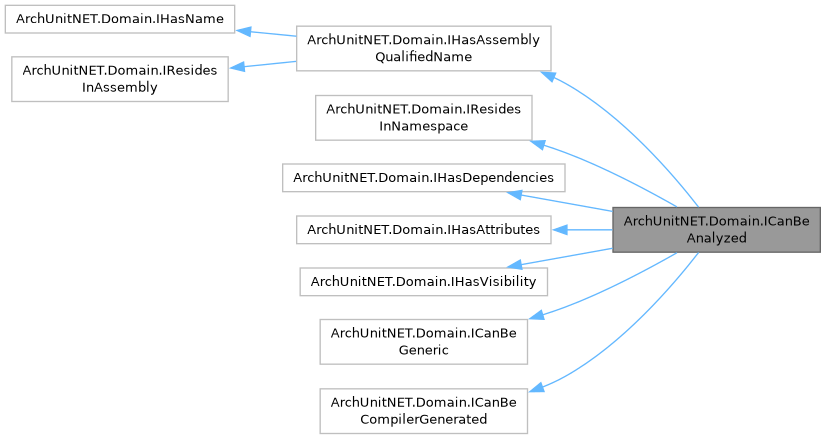 ArchUnitNET.Domain.IHasName
ArchUnitNET.Domain.IResides
InAssembly
ArchUnitNET.Domain.IHasAssembly
QualifiedName
ArchUnitNET.Domain.IResides
InNamespace
ArchUnitNET.Domain.IHasDependencies
ArchUnitNET.Domain.IHasAttributes
ArchUnitNET.Domain.IHasVisibility
ArchUnitNET.Domain.ICanBe
Generic
ArchUnitNET.Domain.ICanBe
CompilerGenerated
ArchUnitNET.Domain.ICanBe
Analyzed